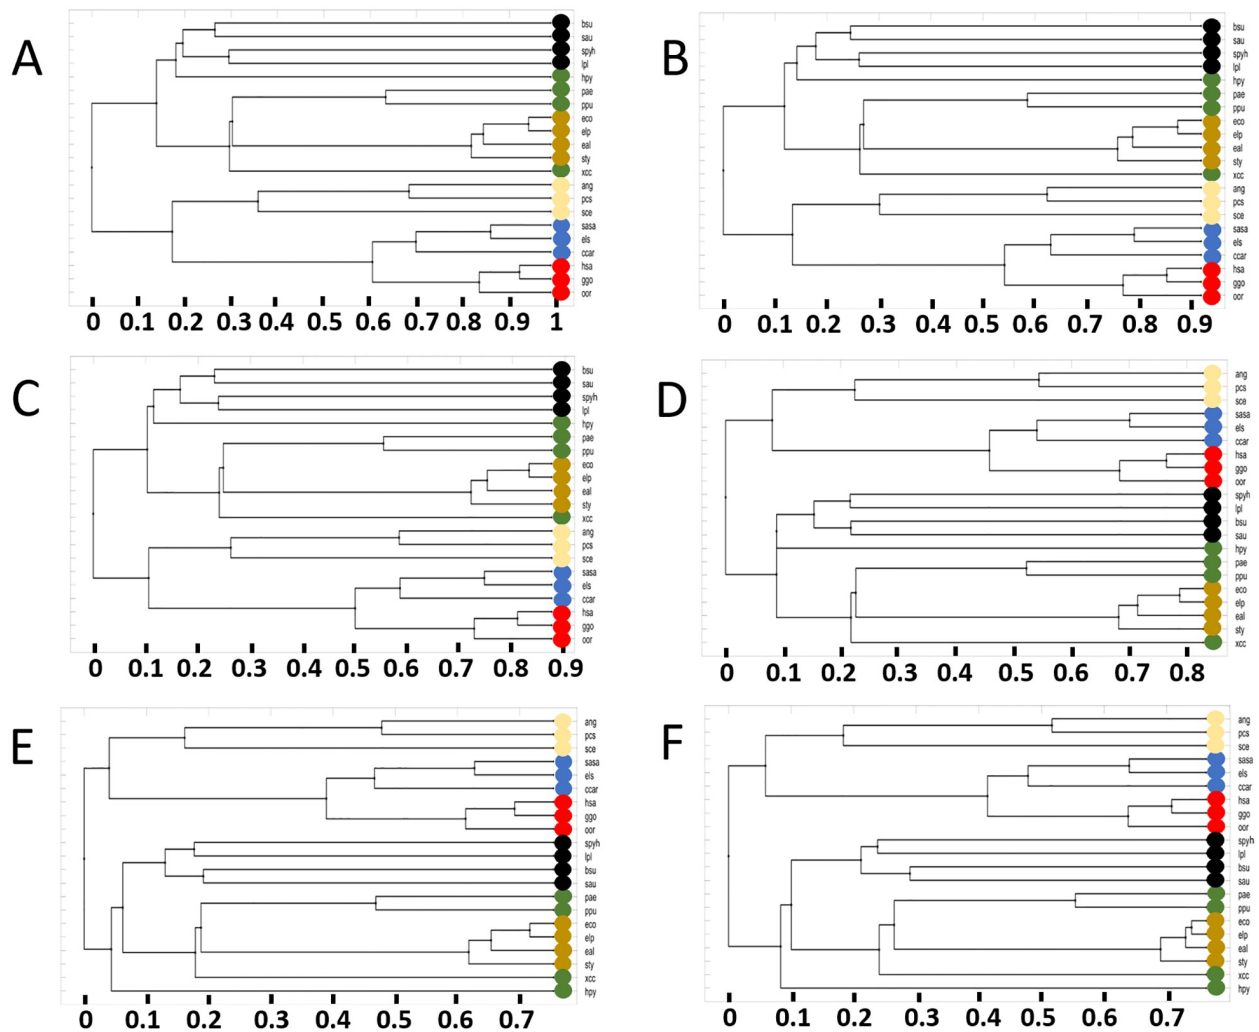 A
bsu
sau
spyh
lpl
hpy
pae
ppu
eco
elp
eal
sty
xcc
ang
pcs
sce
sasa
els
ccar
hsa
ggo
oor
0 0.1 0.2 0.3 0.4 0.5 0.6 0.7 0.8 0.9 1
B
bsu
sau
spyh
lpl
hpy
pae
ppu
eco
elp
eal
sty
xcc
ang
pcs
sce
sasa
els
ccar
hsa
ggo
oor
0 0.1 0.2 0.3 0.4 0.5 0.6 0.7 0.8 0.9
C
bsu
sau
spyh
lpl
hpy
pae
ppu
eco
elp
eal
sty
xcc
ang
pcs
sce
sasa
els
ccar
hsa
ggo
oor
0 0.1 0.2 0.3 0.4 0.5 0.6 0.7 0.8 0.9
D
ang
pcs
sce
sasa
els
ccar
hsa
ggo
oor
spyh
lpl
bsu
sau
hpy
pae
ppu
eco
elp
eal
sty
xcc
0 0.1 0.2 0.3 0.4 0.5 0.6 0.7 0.8
E
ang
pcs
sce
sasa
els
ccar
hsa
ggo
oor
spyh
lpl
bsu
sau
pae
ppu
eco
elp
eal
sty
xcc
hpy
0 0.1 0.2 0.3 0.4 0.5 0.6 0.7
F
ang
pcs
sce
sasa
els
ccar
hsa
ggo
oor
spyh
lpl
bsu
sau
pae
ppu
eco
elp
eal
sty
xcc
hpy
0 0.1 0.2 0.3 0.4 0.5 0.6 0.7